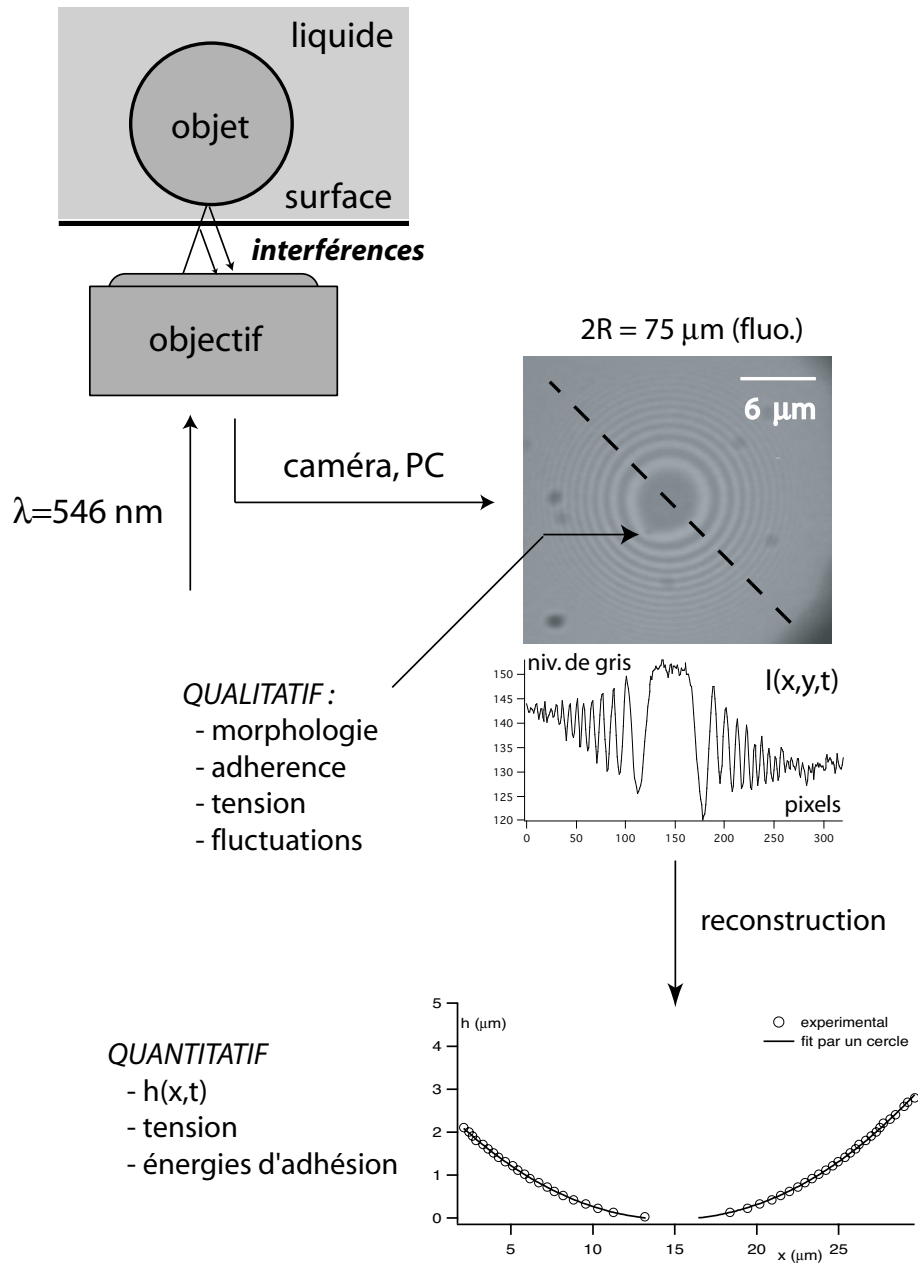 liquide
objet
surface
interférences
objectif
2R = 75 μm (fluo.)
6 μm
caméra, PC
λ=546 nm
niv. de gris
I(x,y,t)
150
145
140
135
130
125
120
pixels
0 50 100 150 200 250 300
QUALITATIF :
- morphologie
- adherence
- tension
- fluctuations
reconstruction
QUANTITATIF
- h(x,t)
- tension
- énergies d'adhésion
5
h (μm)
4
3
2
1
0
experimental
fit par un cercle
5 10 15 20 25
x (μm)